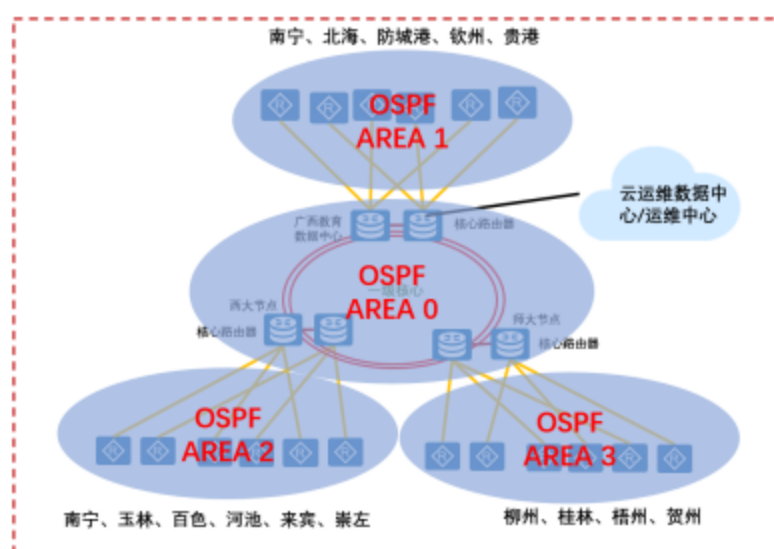 南宁、北海、防城港、钦州、贵港
OSPF
AREA 1
云运维数据中
心/运维中心
广西教育
数据中心
核心路由器
OSPF
一级核心
AREA 0
西大节点
核心路由器
师大节点
核心路由器
OSPF
AREA 2
OSPF
AREA 3
南宁、玉林、百色、河池、来宾、崇左
柳州、桂林、梧州、贺州